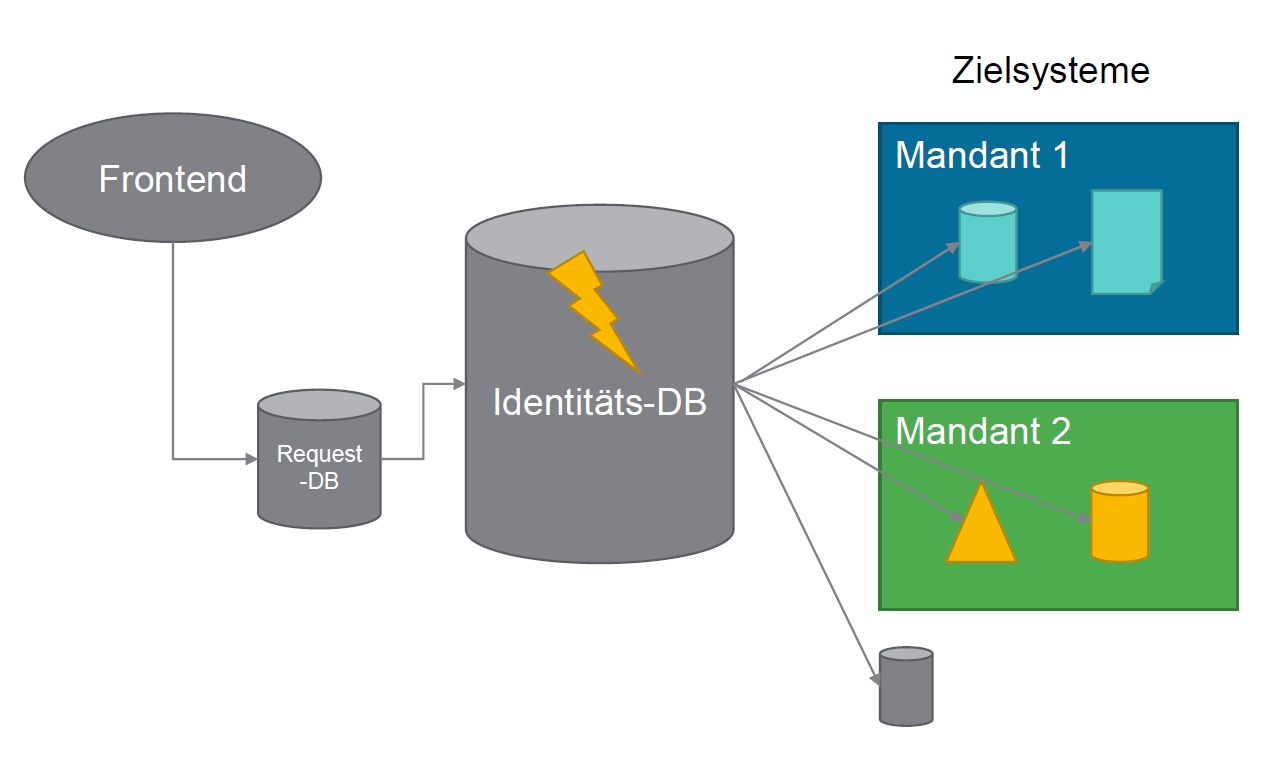 Zielsysteme
Mandant 1
Frontend
Identitäts-DB
Mandant 2
Request
-DB